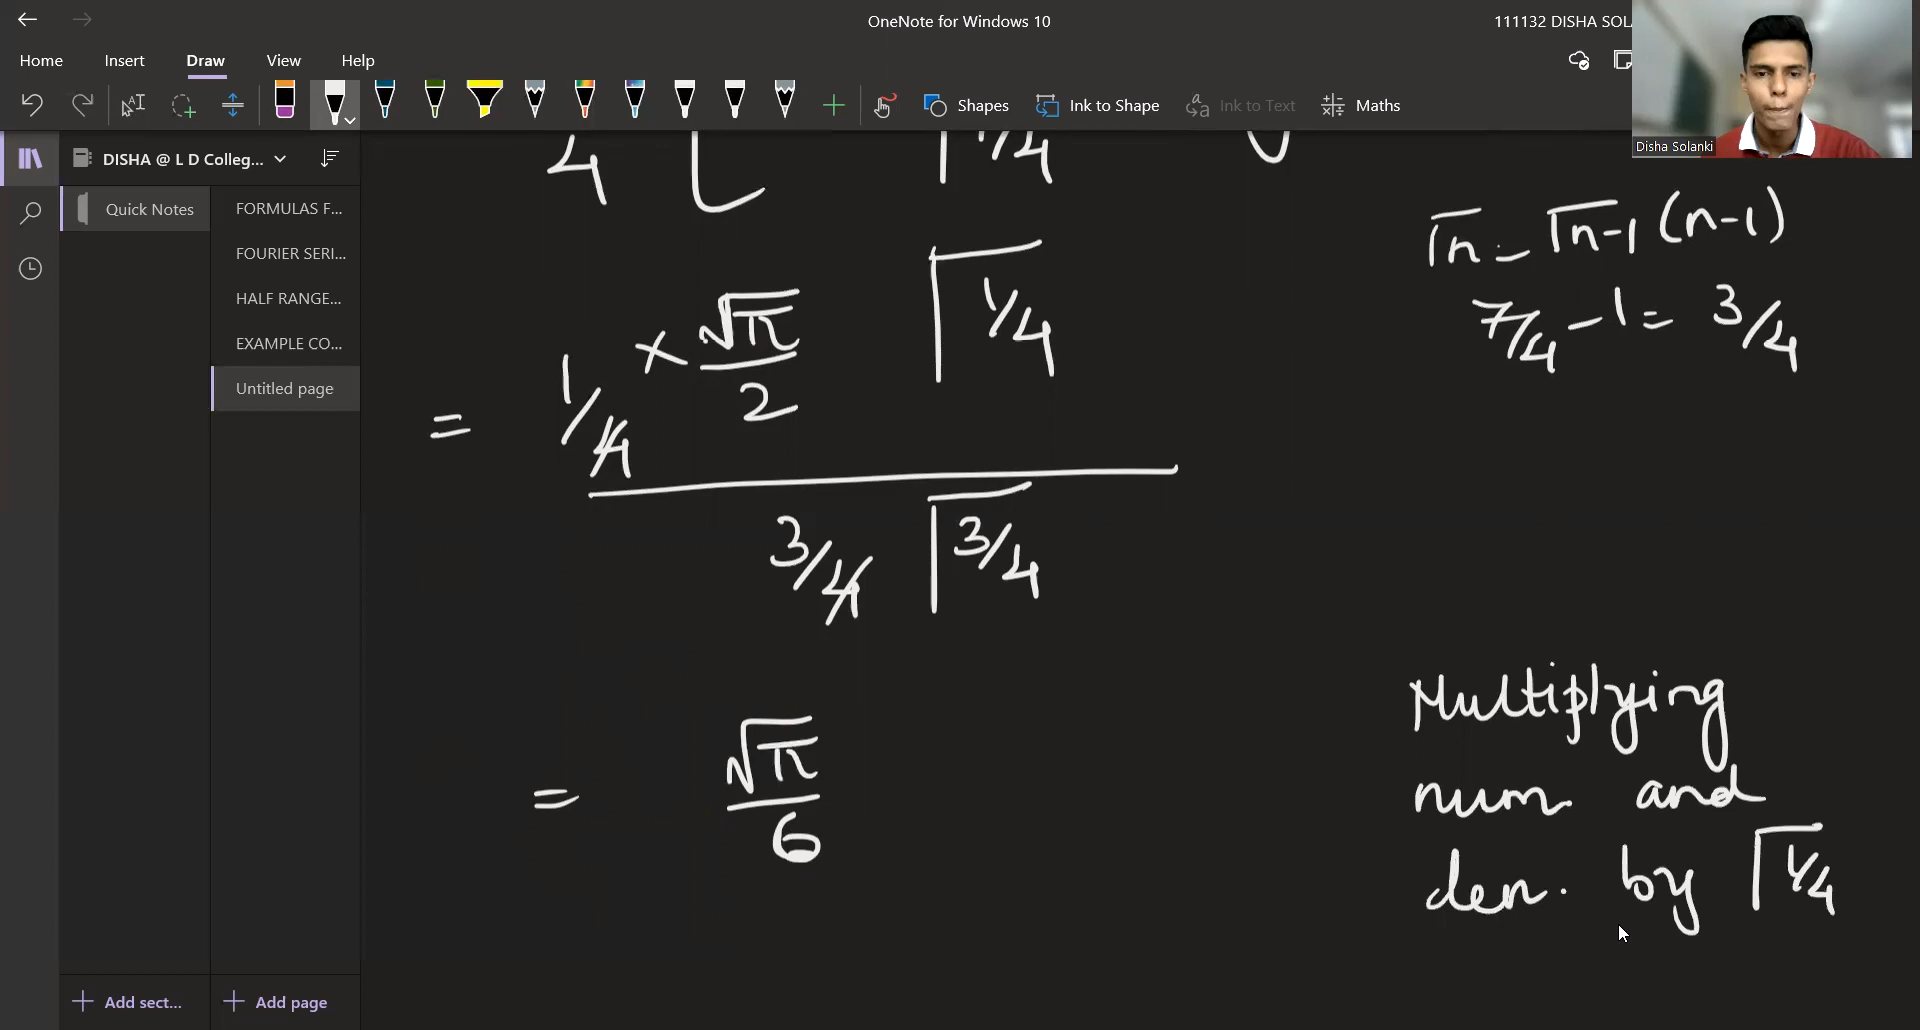 OneNote for Windows 10
111132 DISHA SOL
Home Insert Draw View Help
Shapes Ink to Shape Ink to Text Maths
Disha Solanki
DISHA @ L D Colleg...
Quick Notes
FORMULAS F...
FOURIER SERI...
HALF RANGE...
EXAMPLE CO...
Untitled page
4 [ Γ1/4
Γn = Γn-1 (n-1)
7/4 - 1 = 3/4
= 1/4 × √π/2 Γ1/4
3/4 Γ3/4
= √π/6
Multiplying
num. and
den. by Γ1/4
Add sect...
Add page